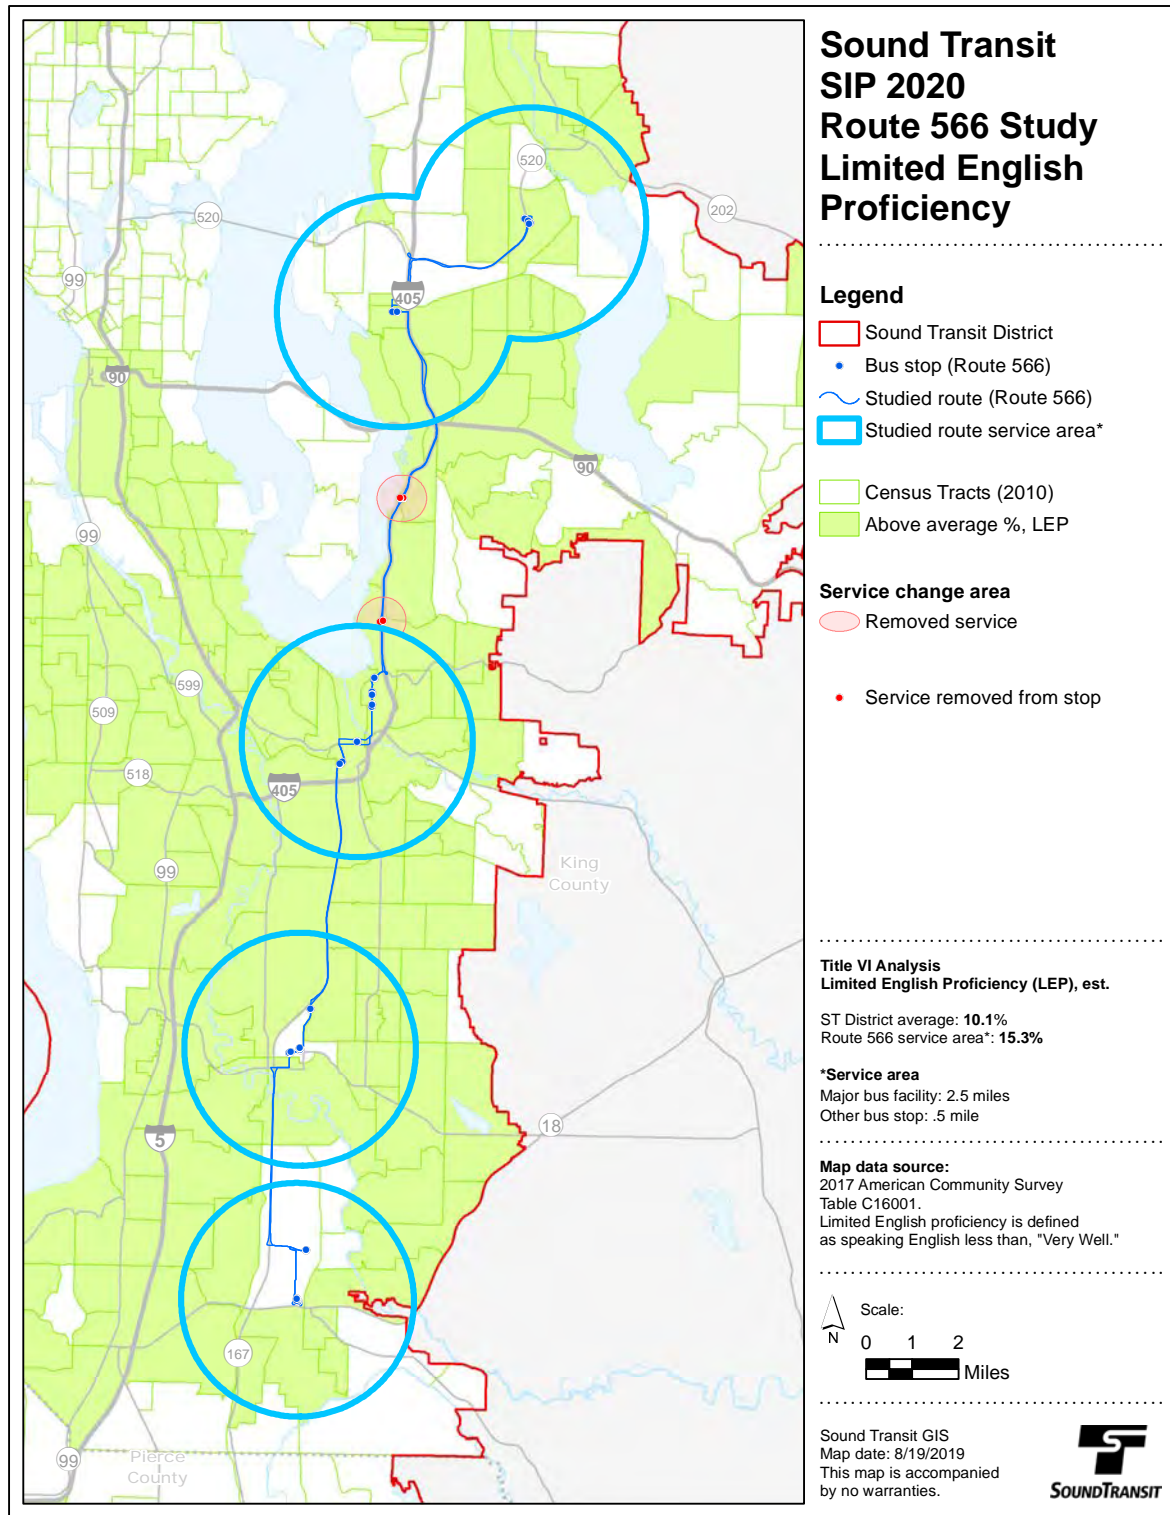 Sound Transit
SIP 2020
Route 566 Study
Limited English
Proficiency
Legend
Sound Transit District
Bus stop (Route 566)
Studied route (Route 566)
Studied route service area*
Census Tracts (2010)
Above average %, LEP
Service change area
Removed service
Service removed from stop
Title VI Analysis
Limited English Proficiency (LEP), est.
ST District average: 10.1%
Route 566 service area*: 15.3%
*Service area
Major bus facility: 2.5 miles
Other bus stop: .5 mile
Map data source:
2017 American Community Survey
Table C16001.
Limited English proficiency is defined
as speaking English less than, "Very Well."
Scale:
N
0 1 2
Miles
Sound Transit GIS
Map date: 8/19/2019
This map is accompanied
by no warranties.
SOUNDTRANSIT
520
202
520
99
405
90
90
99
599
509
518
405
99
King
County
18
5
167
99
Pierce
County